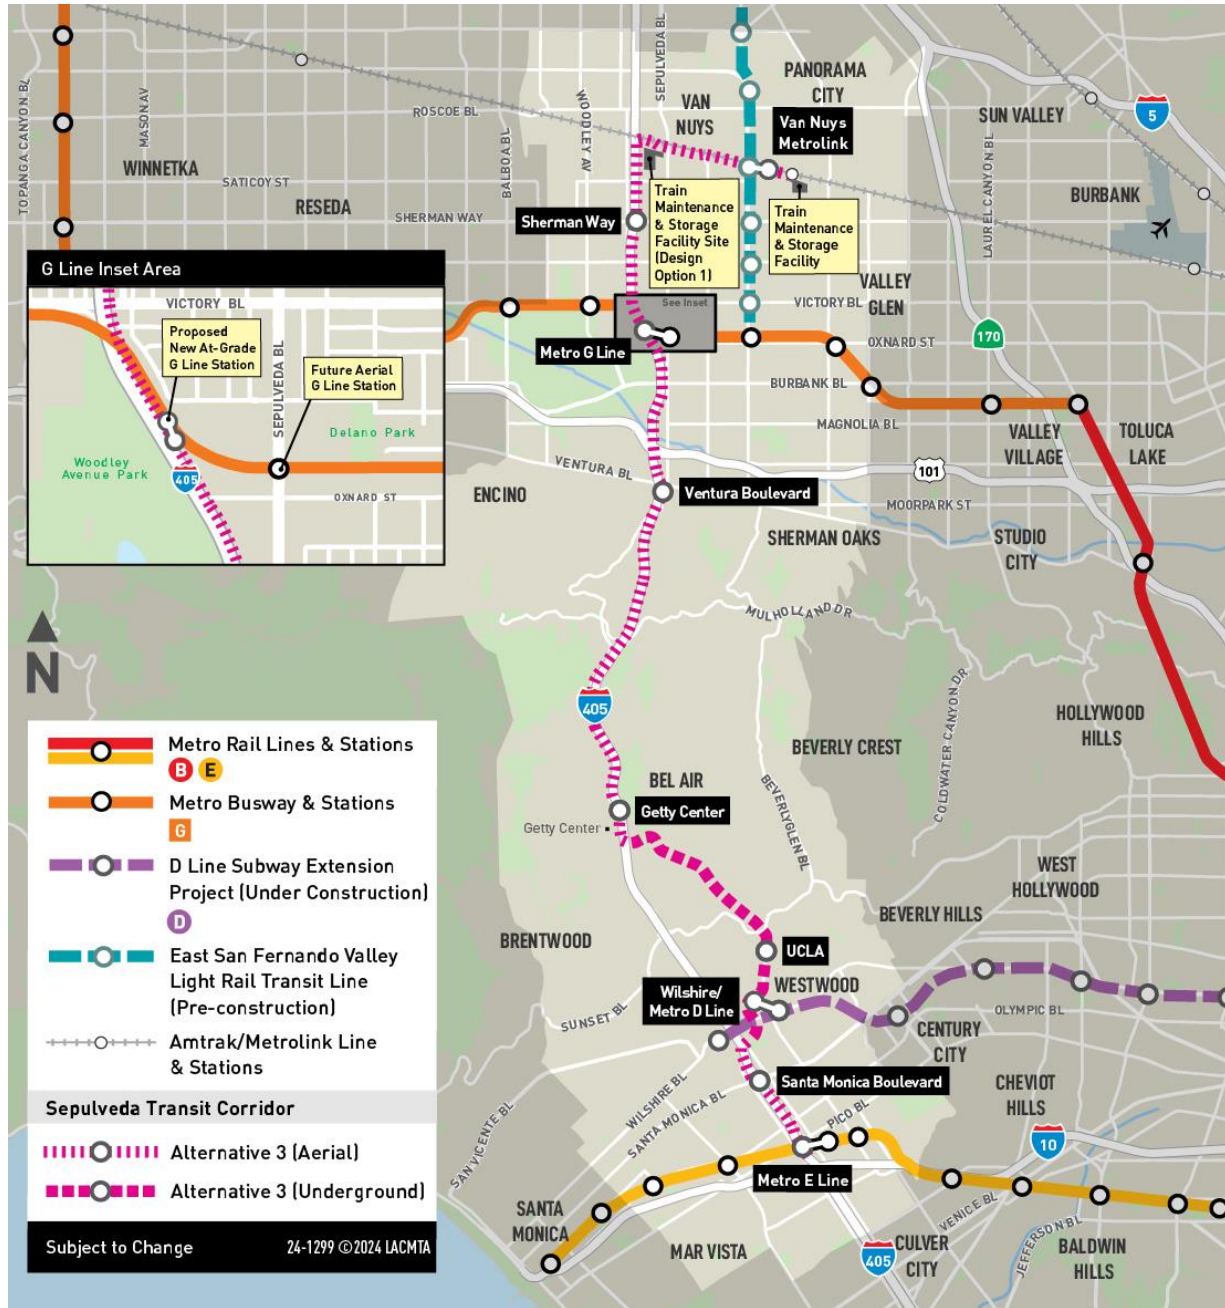 TOPANGA CANYON BL
MASON AV
WINNETKA
ROSCOE BL
SATICOY ST
RESEDA
SHERMAN WAY
BALBOA BL
WOODLEY AV
SEPULVEDA BL
VAN
NUYS
PANORAMA
CITY
Van Nuys
Metrolink
SUN VALLEY
5
LAUREL CANYON BL
BURBANK
Sherman Way
Train
Maintenance
& Storage
Facility Site
(Design
Option 1)
Train
Maintenance
& Storage
Facility
VALLEY
GLEN
VICTORY BL
See Inset
Metro G Line
OXNARD ST
170
BURBANK BL
MAGNOLIA BL
VALLEY
VILLAGE
TOLUCA
LAKE
G Line Inset Area
VICTORY BL
Proposed
New At-Grade
G Line Station
SEPULVEDA BL
Future Aerial
G Line Station
Delano Park
Woodley
Avenue Park
405
OXNARD ST
VENTURA BL
101
ENCINO
Ventura Boulevard
MOORPARK ST
SHERMAN OAKS
STUDIO
CITY
MULHOLLAND DR
N
405
COLDWATER CANYON DR
HOLLYWOOD
HILLS
BEVERLY CREST
BEL AIR
BEVERLY GLEN BL
Getty Center
Getty Center
WEST
HOLLYWOOD
BEVERLY HILLS
BRENTWOOD
UCLA
WESTWOOD
Wilshire/
Metro D Line
SUNSET BL
OLYMPIC BL
CENTURY
CITY
Santa Monica Boulevard
CHEVIOT
HILLS
WILSHIRE BL
SANTA MONICA BL
PICO BL
SAN VICENTE BL
10
Metro E Line
SANTA
MONICA
VENICE BL
JEFFERSON BL
MAR VISTA
405
CULVER
CITY
BALDWIN
HILLS
Metro Rail Lines & Stations
B E
Metro Busway & Stations
G
D Line Subway Extension
Project (Under Construction)
D
East San Fernando Valley
Light Rail Transit Line
(Pre-construction)
Amtrak/Metrolink Line
& Stations
Sepulveda Transit Corridor
Alternative 3 (Aerial)
Alternative 3 (Underground)
Subject to Change 24-1299 ©2024 LACMTA